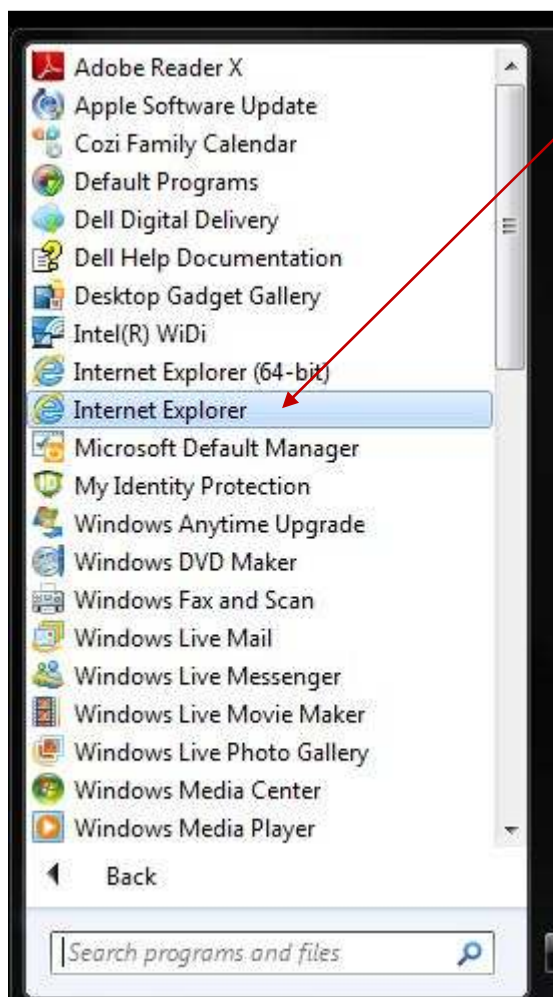 Adobe Reader X
Apple Software Update
Cozi Family Calendar
Default Programs
Dell Digital Delivery
Dell Help Documentation
Desktop Gadget Gallery
Intel(R) WiDi
Internet Explorer (64-bit)
Internet Explorer
Microsoft Default Manager
My Identity Protection
Windows Anytime Upgrade
Windows DVD Maker
Windows Fax and Scan
Windows Live Mail
Windows Live Messenger
Windows Live Movie Maker
Windows Live Photo Gallery
Windows Media Center
Windows Media Player
Back
Search programs and files